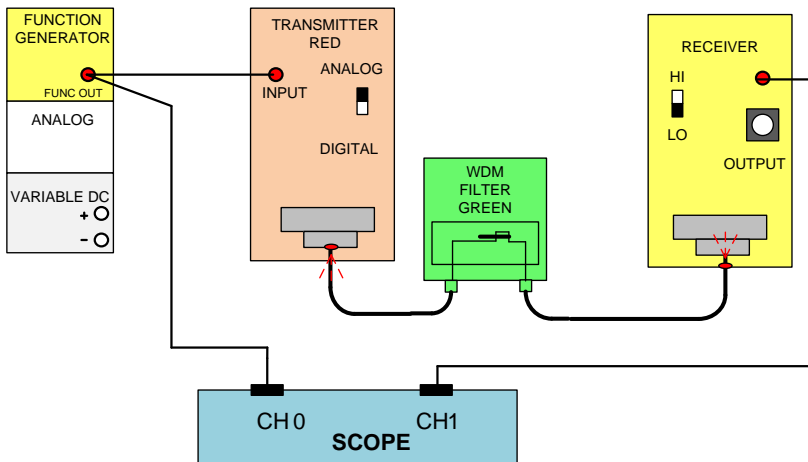 FUNCTION
GENERATOR
FUNC OUT
ANALOG
VARIABLE DC
+
−
TRANSMITTER
RED
ANALOG
INPUT
DIGITAL
WDM
FILTER
GREEN
RECEIVER
HI
LO
OUTPUT
CH 0
CH1
SCOPE